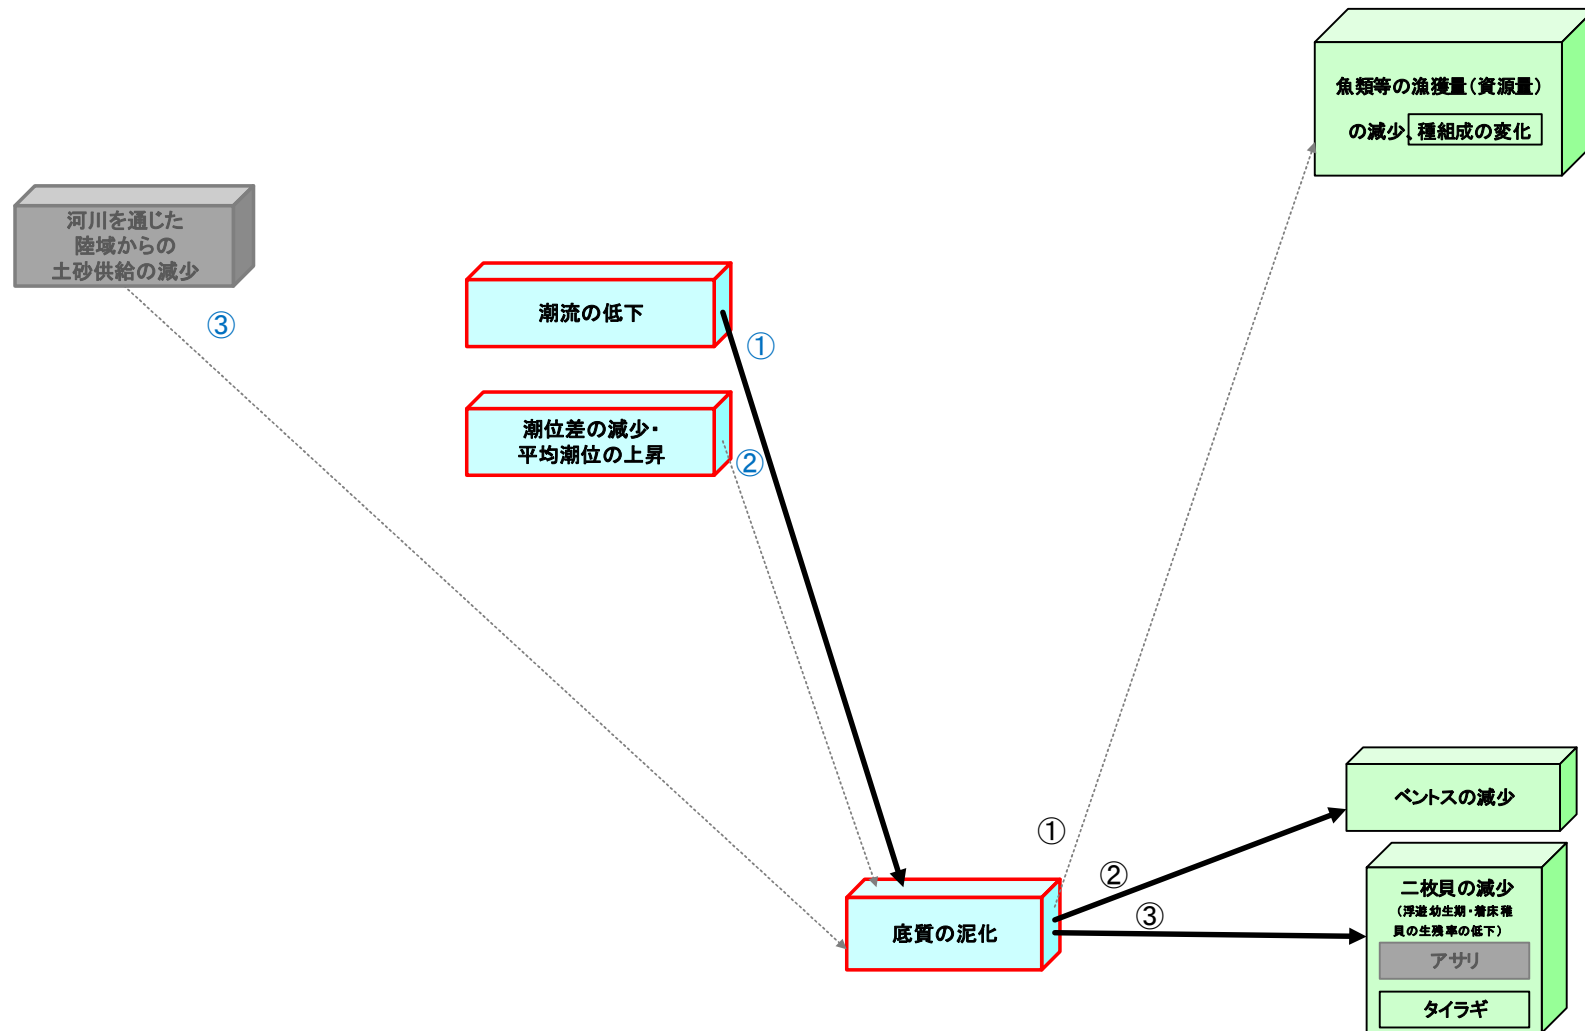 魚類等の漁獲量(資源量)
の減少、種組成の変化
河川を通じた
陸域からの
土砂供給の減少
③
潮流の低下
①
潮位差の減少・
平均潮位の上昇
②
ベントスの減少
①
②
二枚貝の減少
(浮遊幼生期・着床稚
貝の生残率の低下)
③
底質の泥化
アサリ
タイラギ